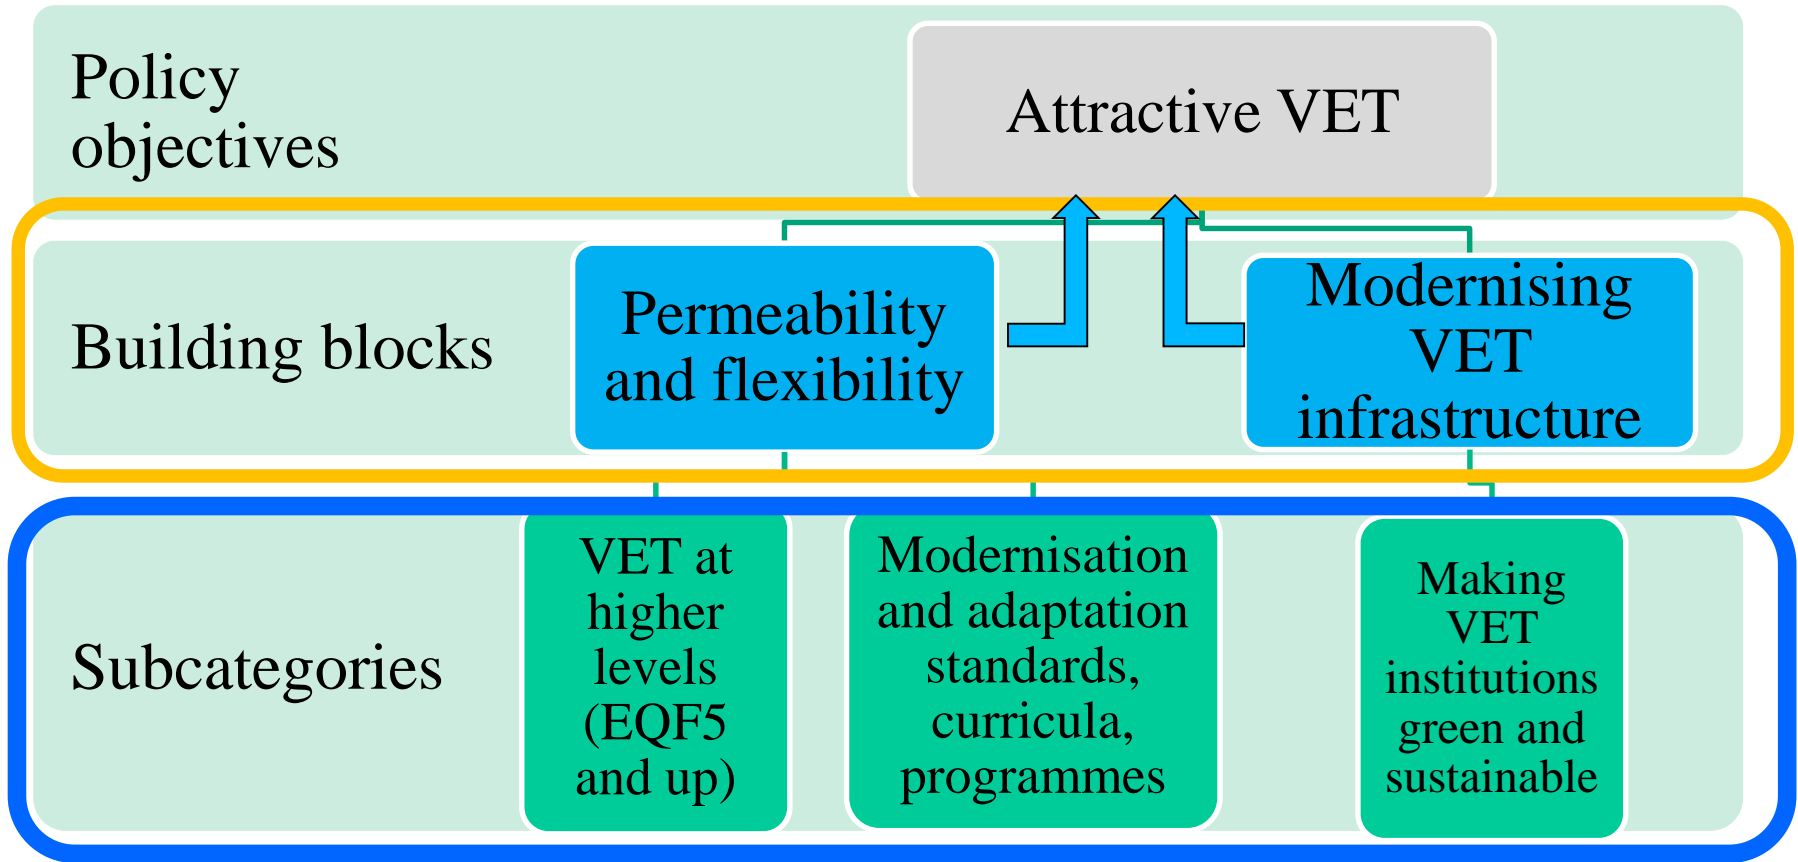 Policy
objectives
Attractive VET
Building blocks
Permeability
and flexibility
Modernising
VET
infrastructure
Subcategories
VET at
higher
levels
(EQF5
and up)
Modernisation
and adaptation
standards,
curricula,
programmes
Making
VET
institutions
green and
sustainable